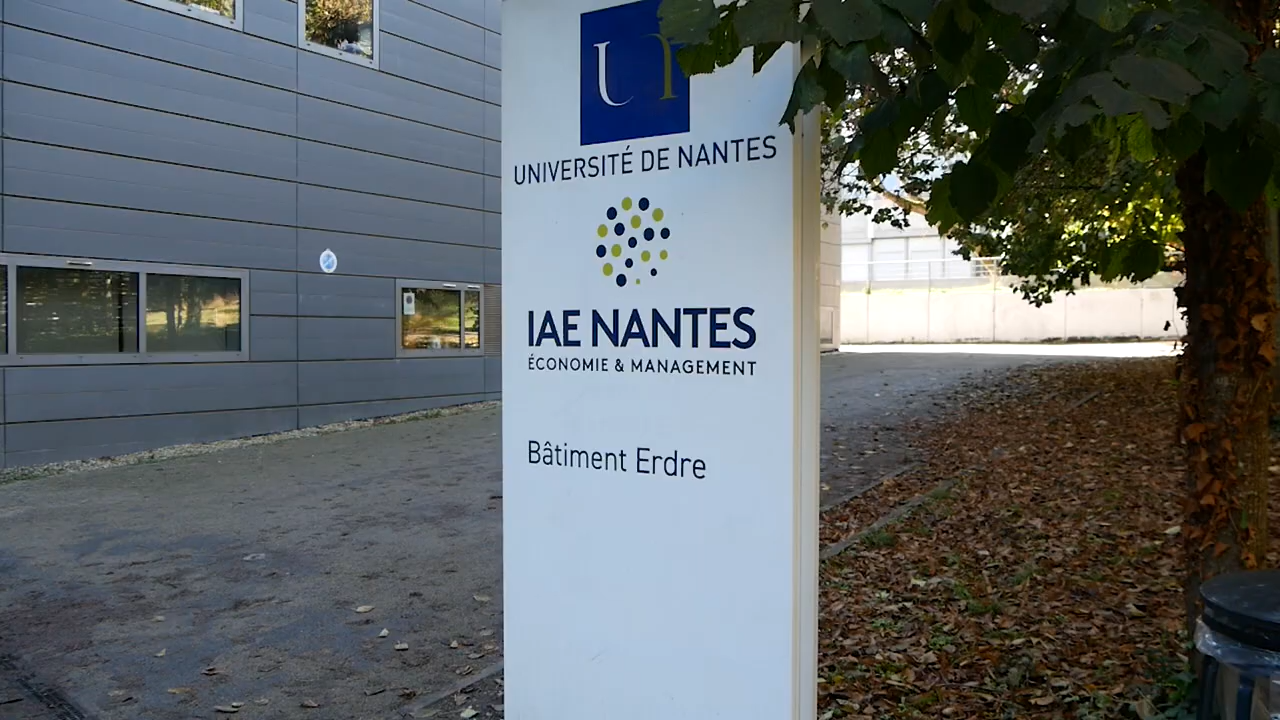 U
UNIVERSITÉ DE NANTES
IAE NANTES
ÉCONOMIE & MANAGEMENT
Bâtiment Erdre